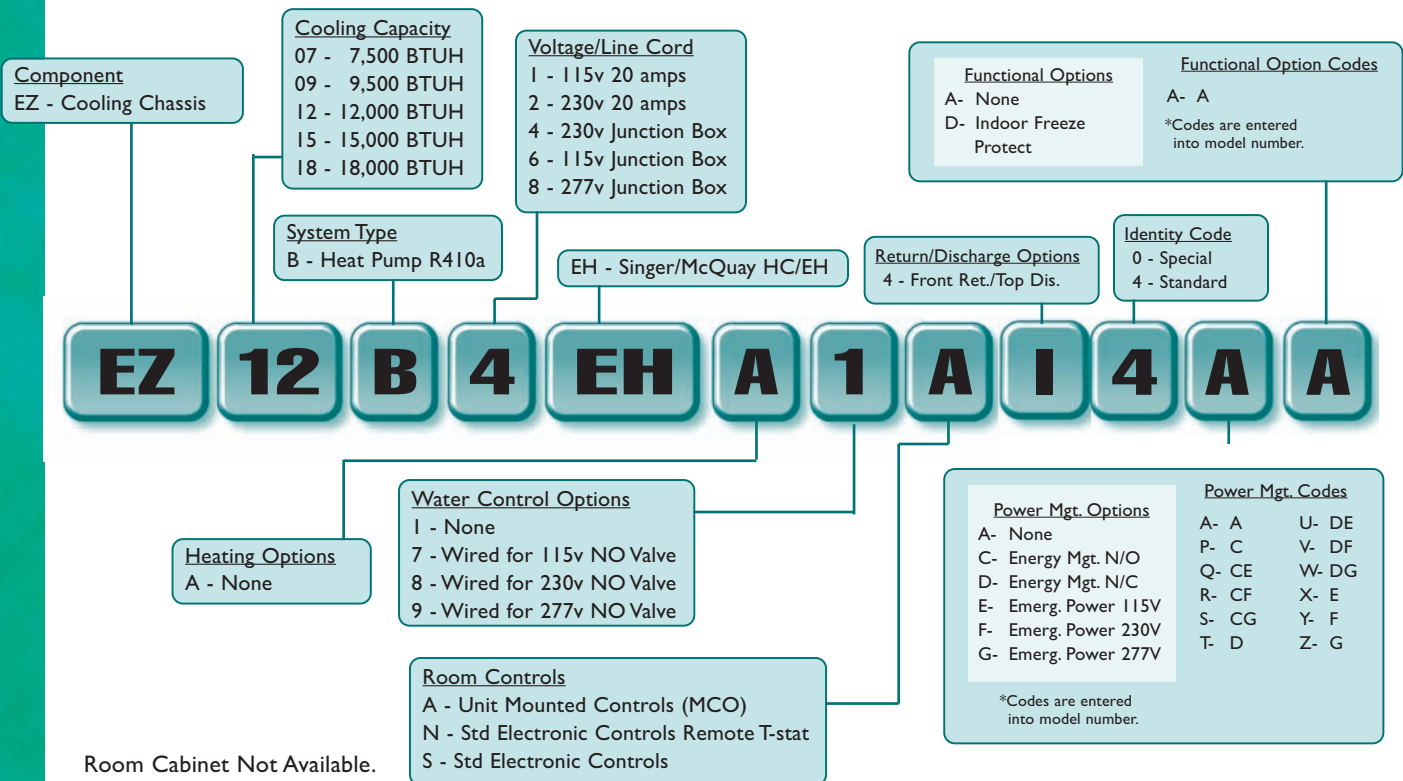 Component
EZ - Cooling Chassis
Cooling Capacity
07 - 7,500 BTUH
09 - 9,500 BTUH
12 - 12,000 BTUH
15 - 15,000 BTUH
18 - 18,000 BTUH
Voltage/Line Cord
1 - 115v 20 amps
2 - 230v 20 amps
4 - 230v Junction Box
6 - 115v Junction Box
8 - 277v Junction Box
Functional Options
A- None
D- Indoor Freeze
Protect
Functional Option Codes
A- A
*Codes are entered
into model number.
System Type
B - Heat Pump R410a
EH - Singer/McQuay HC/EH
Return/Discharge Options
4 - Front Ret./Top Dis.
Identity Code
0 - Special
4 - Standard
EZ 12 B 4 EH A 1 A I 4 A A
Heating Options
A - None
Water Control Options
1 - None
7 - Wired for 115v NO Valve
8 - Wired for 230v NO Valve
9 - Wired for 277v NO Valve
Room Controls
A - Unit Mounted Controls (MCO)
N - Std Electronic Controls Remote T-stat
S - Std Electronic Controls
Power Mgt. Options
A- None
C- Energy Mgt. N/O
D- Energy Mgt. N/C
E- Emerg. Power 115V
F- Emerg. Power 230V
G- Emerg. Power 277V
*Codes are entered
into model number.
Power Mgt. Codes
A- A
P- C
Q- CE
R- CF
S- CG
T- D
U- DE
V- DF
W- DG
X- E
Y- F
Z- G
Room Cabinet Not Available.